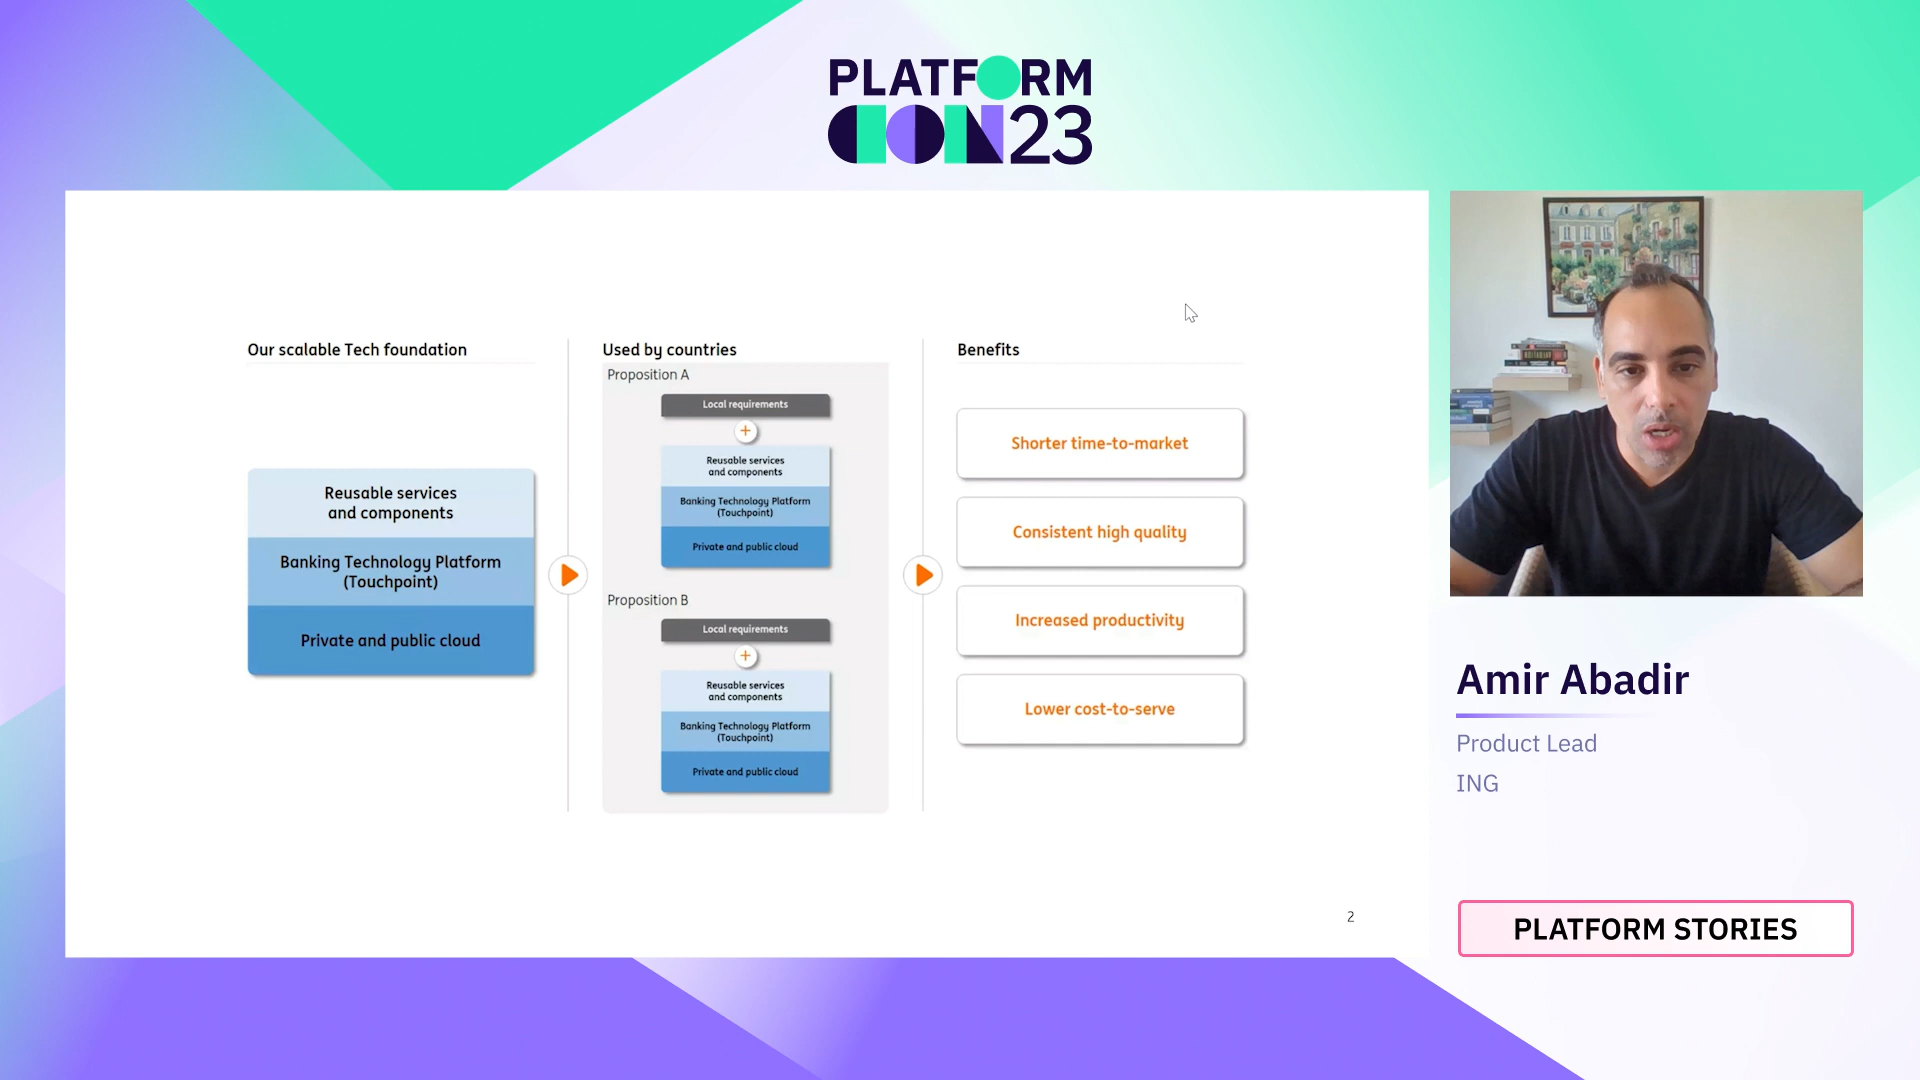 PLATFORM
CON23
Our scalable Tech foundation
Reusable services
and components
Banking Technology Platform
(Touchpoint)
Private and public cloud
Used by countries
Proposition A
Local requirements
+
Reusable services
and components
Banking Technology Platform
(Touchpoint)
Private and public cloud
Proposition B
Local requirements
+
Reusable services
and components
Banking Technology Platform
(Touchpoint)
Private and public cloud
Benefits
Shorter time-to-market
Consistent high quality
Increased productivity
Lower cost-to-serve
2
Amir Abadir
Product Lead
ING
PLATFORM STORIES